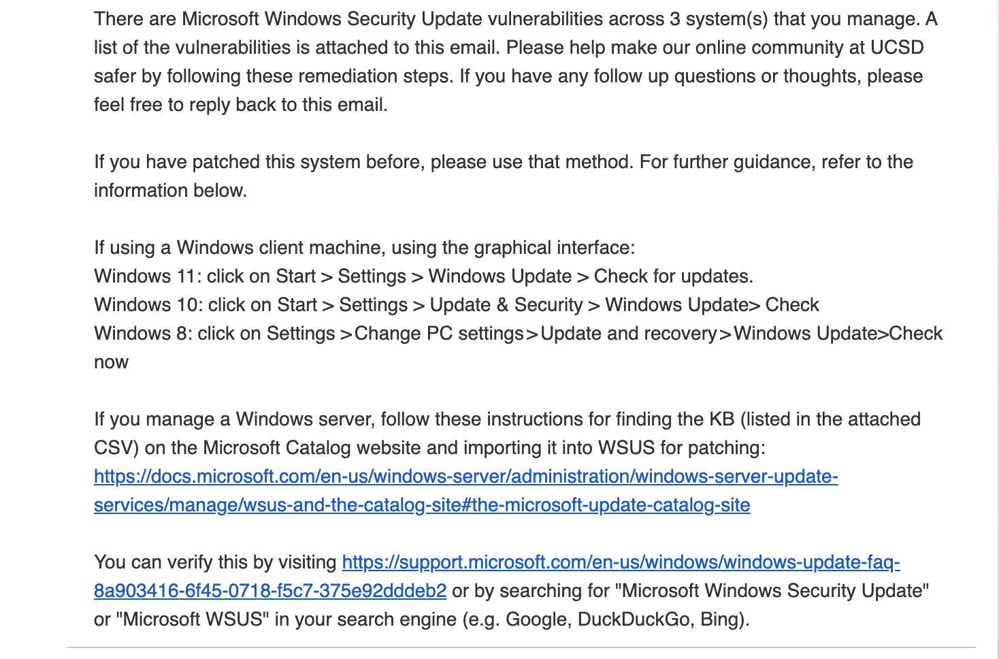 There are Microsoft Windows Security Update vulnerabilities across 3 system(s) that you manage. A
list of the vulnerabilities is attached to this email. Please help make our online community at UCSD
safer by following these remediation steps. If you have any follow up questions or thoughts, please
feel free to reply back to this email.
If you have patched this system before, please use that method. For further guidance, refer to the
information below.
If using a Windows client machine, using the graphical interface:
Windows 11: click on Start > Settings > Windows Update > Check for updates.
Windows 10: click on Start > Settings > Update & Security > Windows Update> Check
Windows 8: click on Settings >Change PC settings>Update and recovery>Windows Update>Check
now
If you manage a Windows server, follow these instructions for finding the KB (listed in the attached
CSV) on the Microsoft Catalog website and importing it into WSUS for patching:
https://docs.microsoft.com/en-us/windows-server/administration/windows-server-update-
services/manage/wsus-and-the-catalog-site#the-microsoft-update-catalog-site
You can verify this by visiting https://support.microsoft.com/en-us/windows/windows-update-faq-
8a903416-6f45-0718-f5c7-375e92dddeb2 or by searching for "Microsoft Windows Security Update"
or "Microsoft WSUS" in your search engine (e.g. Google, DuckDuckGo, Bing).